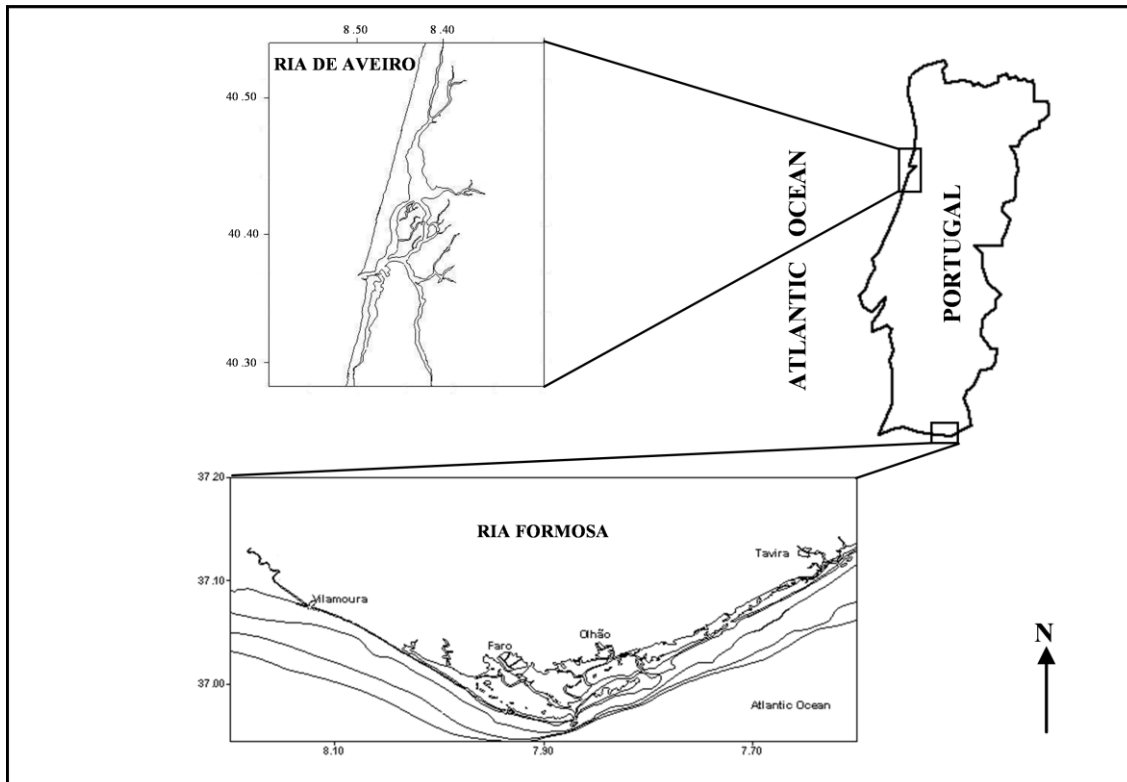 8.50 8.40
RIA DE AVEIRO
40.50
40.40
40.30
ATLANTIC OCEAN
PORTUGAL
37.20
RIA FORMOSA
Tavira
37.10
Vilamoura
Olhão
Faro
37.00
Atlantic Ocean
N
8.10 7.90 7.70